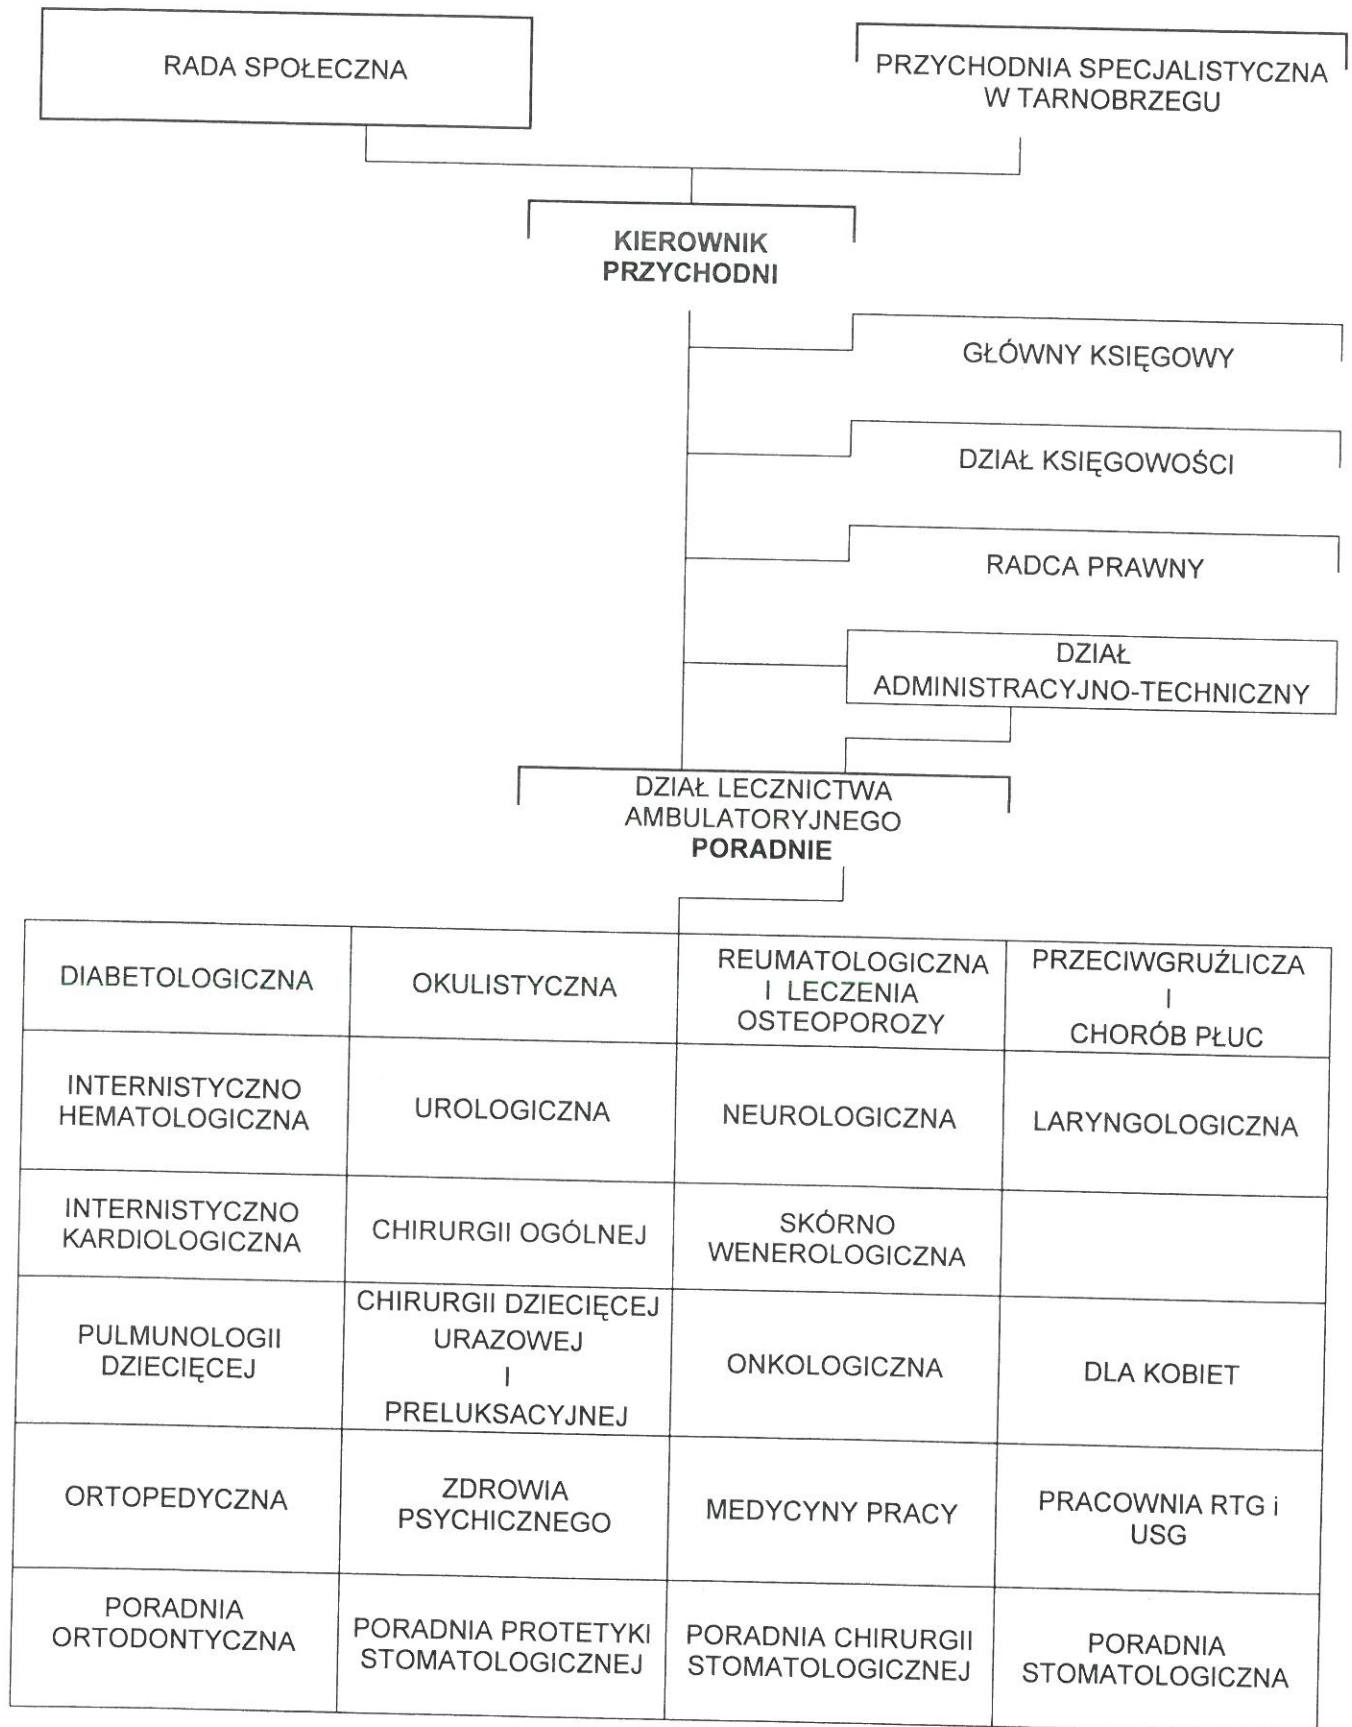 RADA SPOŁECZNA
PRZYCHODNIA SPECJALISTYCZNA
W TARNOBRZEGU
KIEROWNIK
PRZYCHODNI
GŁÓWNY KSIĘGOWY
DZIAŁ KSIĘGOWOŚCI
RADCA PRAWNY
DZIAŁ
ADMINISTRACYJNO-TECHNICZNY
DZIAŁ LECZNICTWA
AMBULATORYJNEGO
PORADNIE
DIABETOLOGICZNA
OKULISTYCZNA
REUMATOLOGICZNA
I LECZENIA
OSTEOPOROZY
PRZECIWGRUŹLICZA
I
CHORÓB PŁUC
INTERNISTYCZNO
HEMATOLOGICZNA
UROLOGICZNA
NEUROLOGICZNA
LARYNGOLOGICZNA
INTERNISTYCZNO
KARDIOLOGICZNA
CHIRURGII OGÓLNEJ
SKÓRNO
WENEROLOGICZNA
PULMUNOLOGII
DZIECIĘCEJ
CHIRURGII DZIECIĘCEJ
URAZOWEJ
I
PRELUKSACYJNEJ
ONKOLOGICZNA
DLA KOBIET
ORTOPEDYCZNA
ZDROWIA
PSYCHICZNEGO
MEDYCYNY PRACY
PRACOWNIA RTG i
USG
PORADNIA
ORTODONTYCZNA
PORADNIA PROTETYKI
STOMATOLOGICZNEJ
PORADNIA CHIRURGII
STOMATOLOGICZNEJ
PORADNIA
STOMATOLOGICZNA